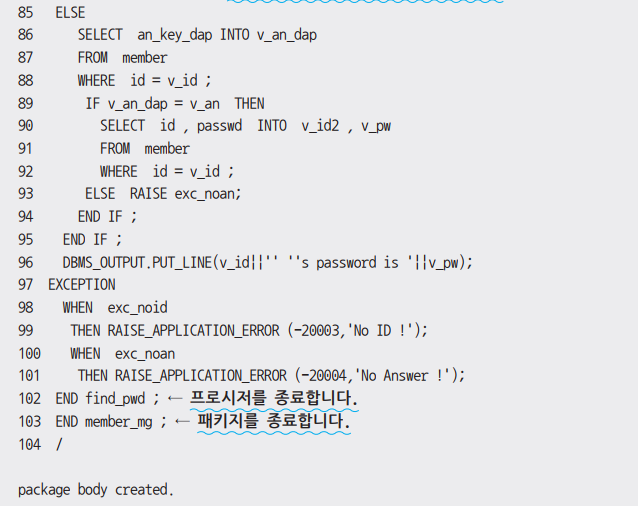 85 ELSE
86 SELECT an_key_dap INTO v_an_dap
87 FROM member
88 WHERE id = v_id ;
89 IF v_an_dap = v_an THEN
90 SELECT id , passwd INTO v_id2 , v_pw
91 FROM member
92 WHERE id = v_id ;
93 ELSE RAISE exc_noan;
94 END IF ;
95 END IF ;
96 DBMS_OUTPUT.PUT_LINE(v_id||'' ''s password is '||v_pw);
97 EXCEPTION
98 WHEN exc_noid
99 THEN RAISE_APPLICATION_ERROR (-20003,'No ID !');
100 WHEN exc_noan
101 THEN RAISE_APPLICATION_ERROR (-20004,'No Answer !');
102 END find_pwd ; ← 프로시저를 종료합니다.
103 END member_mg ; ← 패키지를 종료합니다.
104 /
package body created.